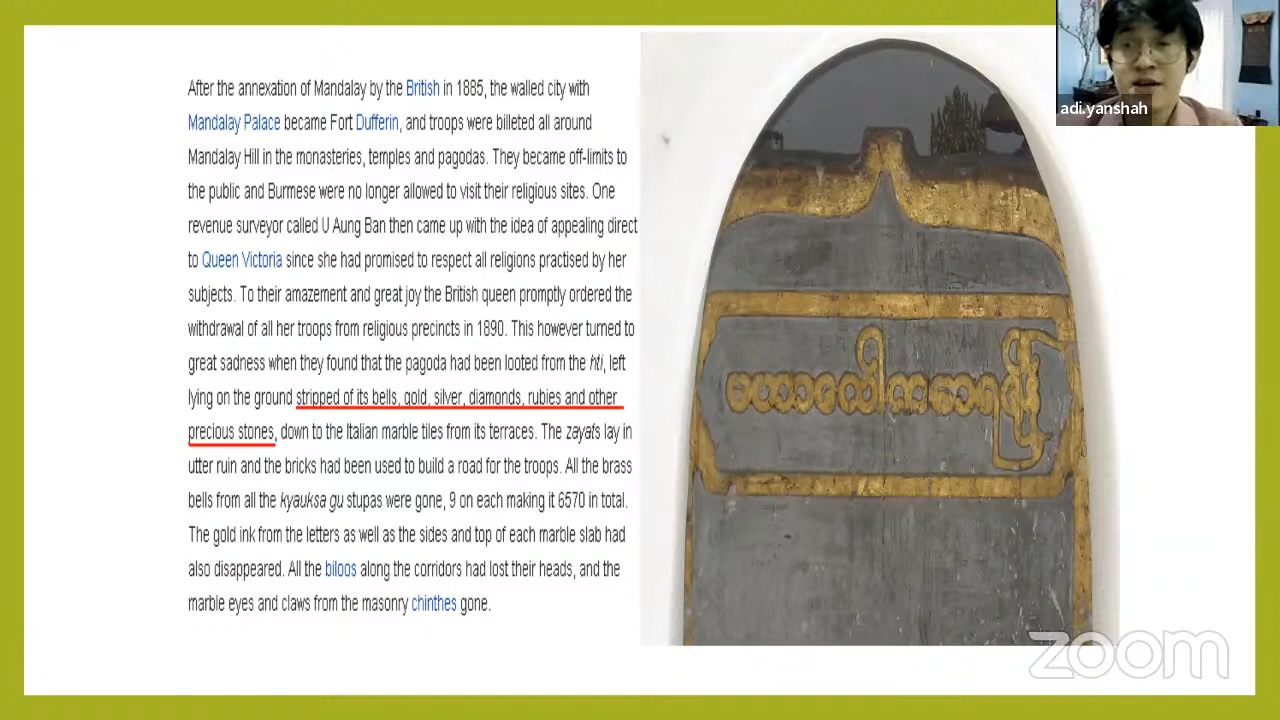 After the annexation of Mandalay by the British in 1885, the walled city with
Mandalay Palace became Fort Dufferin, and troops were billeted all around
Mandalay Hill in the monasteries, temples and pagodas. They became off-limits to
the public and Burmese were no longer allowed to visit their religious sites. One
revenue surveyor called U Aung Ban then came up with the idea of appealing direct
to Queen Victoria since she had promised to respect all religions practised by her
subjects. To their amazement and great joy the British queen promptly ordered the
withdrawal of all her troops from religious precincts in 1890. This however turned to
great sadness when they found that the pagoda had been looted from the hti, left
lying on the ground stripped of its bells, gold, silver, diamonds, rubies and other
precious stones, down to the Italian marble tiles from its terraces. The zayats lay in
utter ruin and the bricks had been used to build a road for the troops. All the brass
bells from all the kyauksa gu stupas were gone, 9 on each making it 6570 in total.
The gold ink from the letters as well as the sides and top of each marble slab had
also disappeared. All the biloos along the corridors had lost their heads, and the
marble eyes and claws from the masonry chinthes gone.
adi.yanshah
zoom